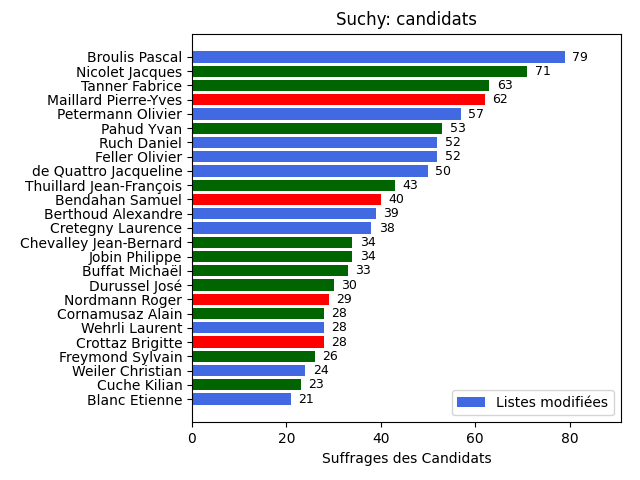 Suchy: candidats
Broulis Pascal 79
Nicolet Jacques 71
Tanner Fabrice 63
Maillard Pierre-Yves 62
Petermann Olivier 57
Pahud Yvan 53
Ruch Daniel 52
Feller Olivier 52
de Quattro Jacqueline 50
Thuillard Jean-François 43
Bendahan Samuel 40
Berthoud Alexandre 39
Cretegny Laurence 38
Chevalley Jean-Bernard 34
Jobin Philippe 34
Buffat Michaël 33
Durussel José 30
Nordmann Roger 29
Cornamusaz Alain 28
Wehrli Laurent 28
Crottaz Brigitte 28
Freymond Sylvain 26
Weiler Christian 24
Cuche Kilian 23
Blanc Etienne 21
Listes modifiées
0 20 40 60 80
Suffrages des Candidats